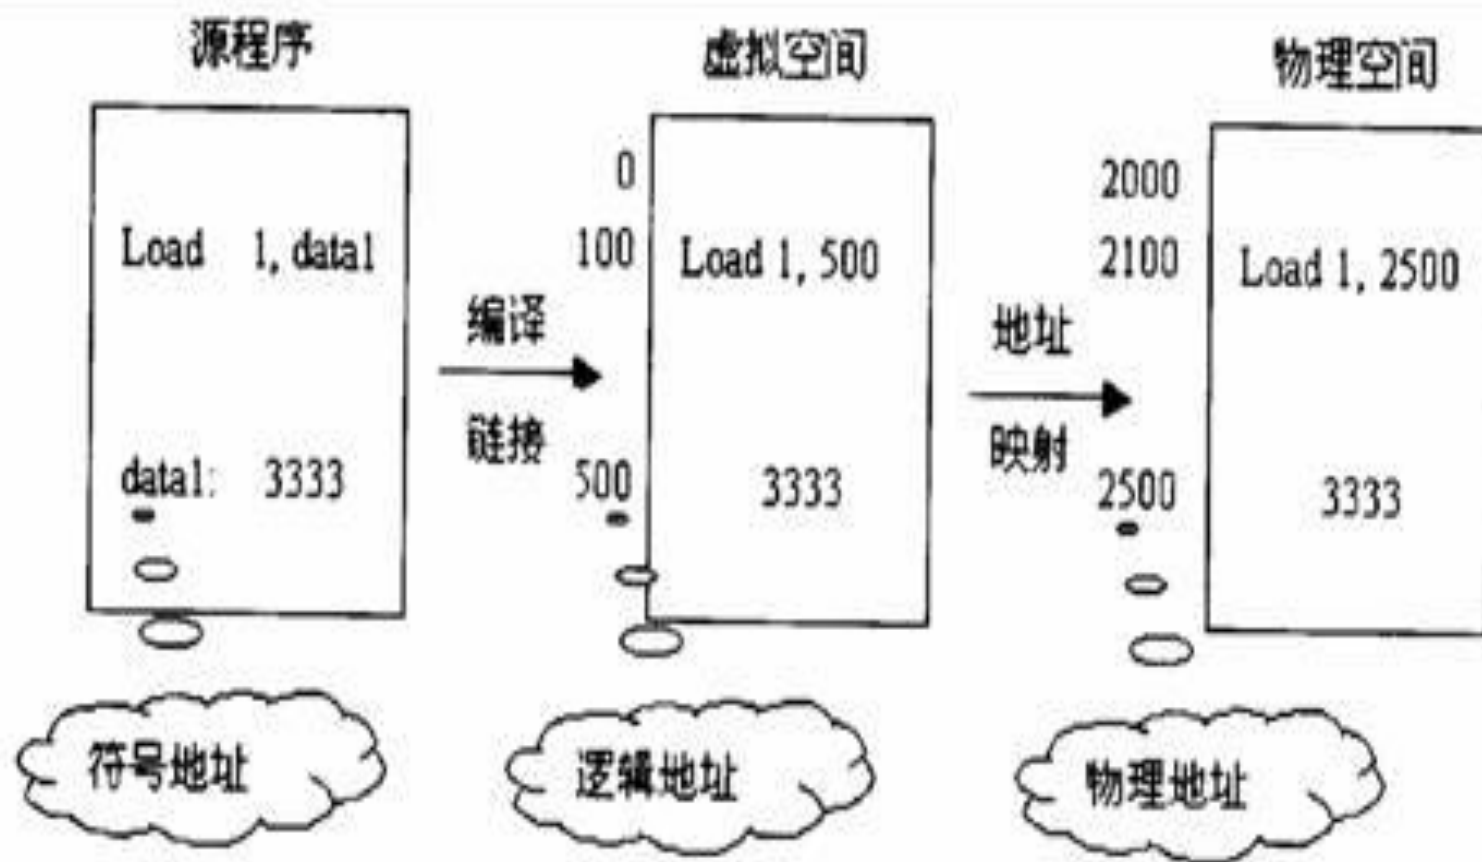 源程序
虚拟空间
物理空间
Load 1, data1
data1: 3333
编译
链接
0
100
500
Load 1, 500
3333
地址
映射
2000
2100
2500
Load 1, 2500
3333
符号地址
逻辑地址
物理地址